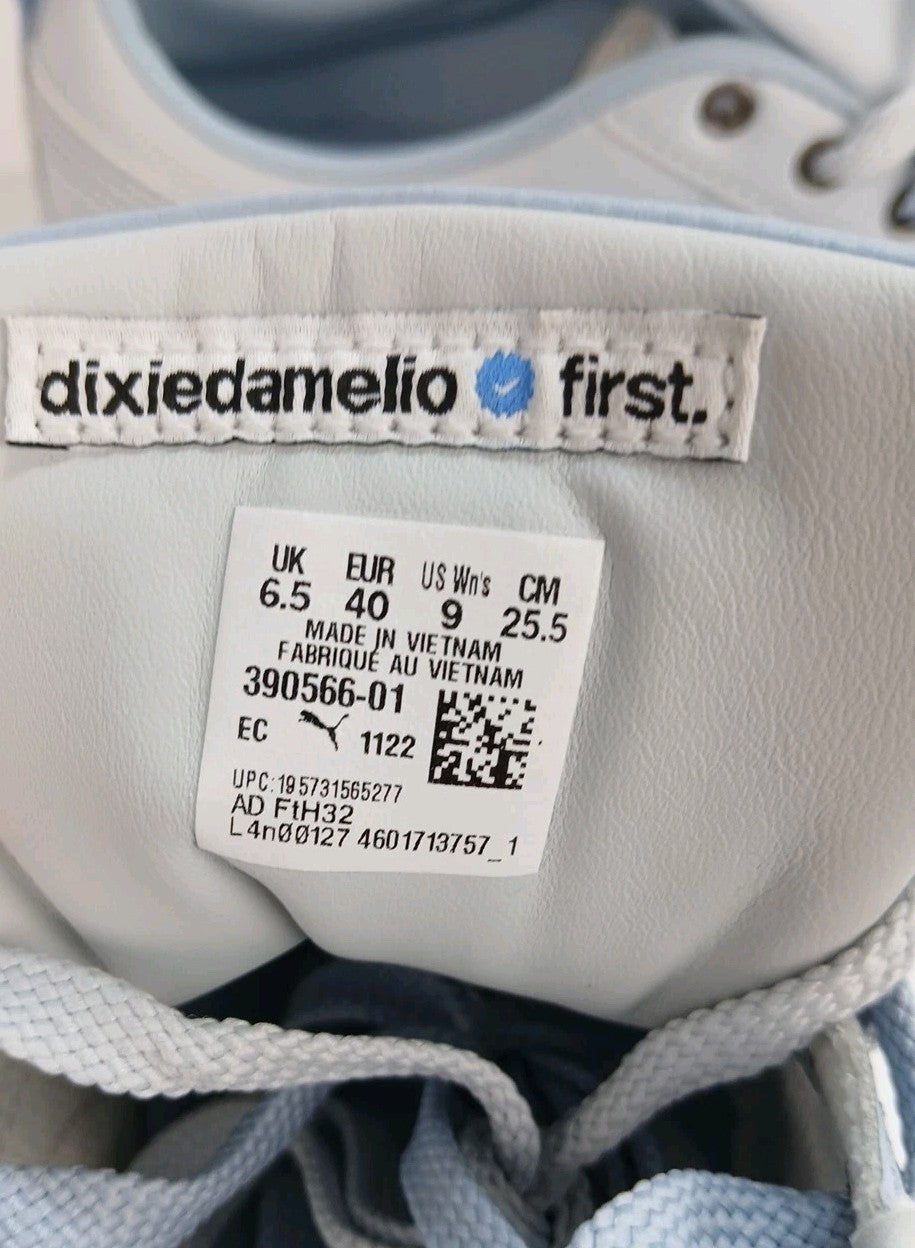 dixiedamelio first.
UK EUR US Wn's CM
6.5 40 9 25.5
MADE IN VIETNAM
FABRIQUÉ AU VIETNAM
390566-01
EC 1122
UPC:195731565277
AD FtH32
L4n00127 4601713757_1